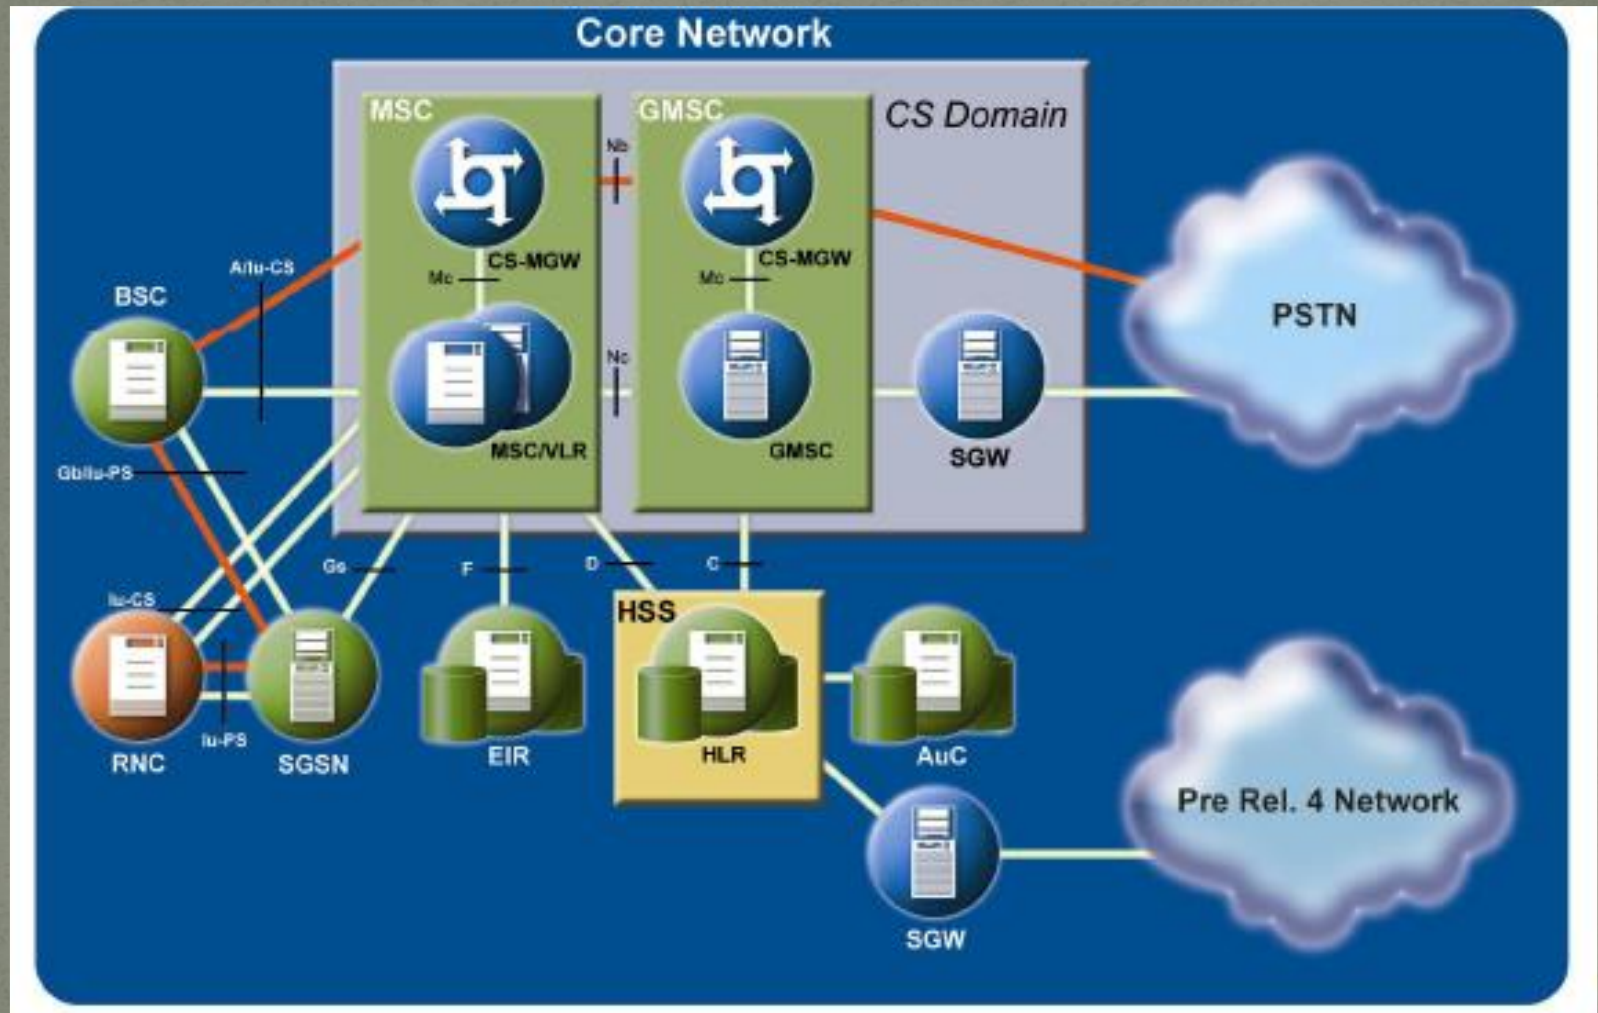 Core Network
MSC
GMSC
CS Domain
Nb
CS-MGW
CS-MGW
Mc
Mc
A/Iu-CS
BSC
PSTN
Nc
MSC/VLR
GMSC
SGW
Gb/Iu-PS
Gs
F
D
C
Iu-CS
HSS
Iu-PS
RNC
SGSN
EIR
HLR
AuC
Pre Rel. 4 Network
SGW